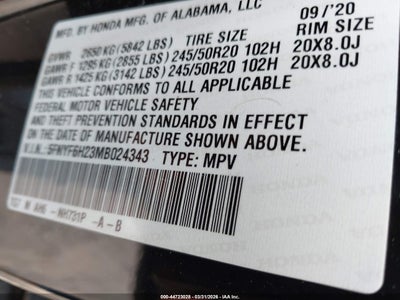 MFD. BY HONDA MFG. OF ALABAMA, LLC 09/'20
GVWR 2650 KG (5842 LBS) TIRE SIZE RIM SIZE
GAWR F 1295 KG (2855 LBS) 245/50R20 102H 20X8.0J
GAWR R 1425 KG (3142 LBS) 245/50R20 102H 20X8.0J
THIS VEHICLE CONFORMS TO ALL APPLICABLE
FEDERAL MOTOR VEHICLE SAFETY
AND THEFT PREVENTION STANDARDS IN EFFECT
ON THE DATE OF MANUFACTURE SHOWN ABOVE.
V.I.N.: 5FNYF6H23MB024343 TYPE: MPV
TG7 M AH6 -NH731P -A -B
HONDA
000-44723028 - 03/31/2026 - IAA Inc.